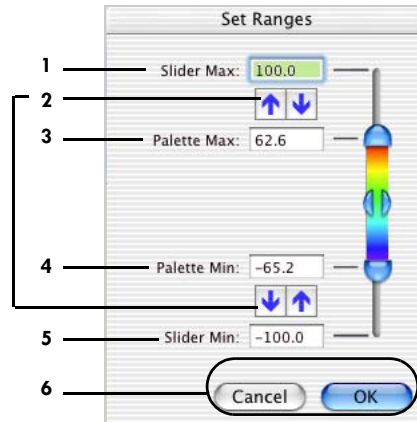 Set Ranges
1 Slider Max: 100.0
2
3 Palette Max: 62.6
4 Palette Min: -65.2
5 Slider Min: -100.0
6 Cancel OK